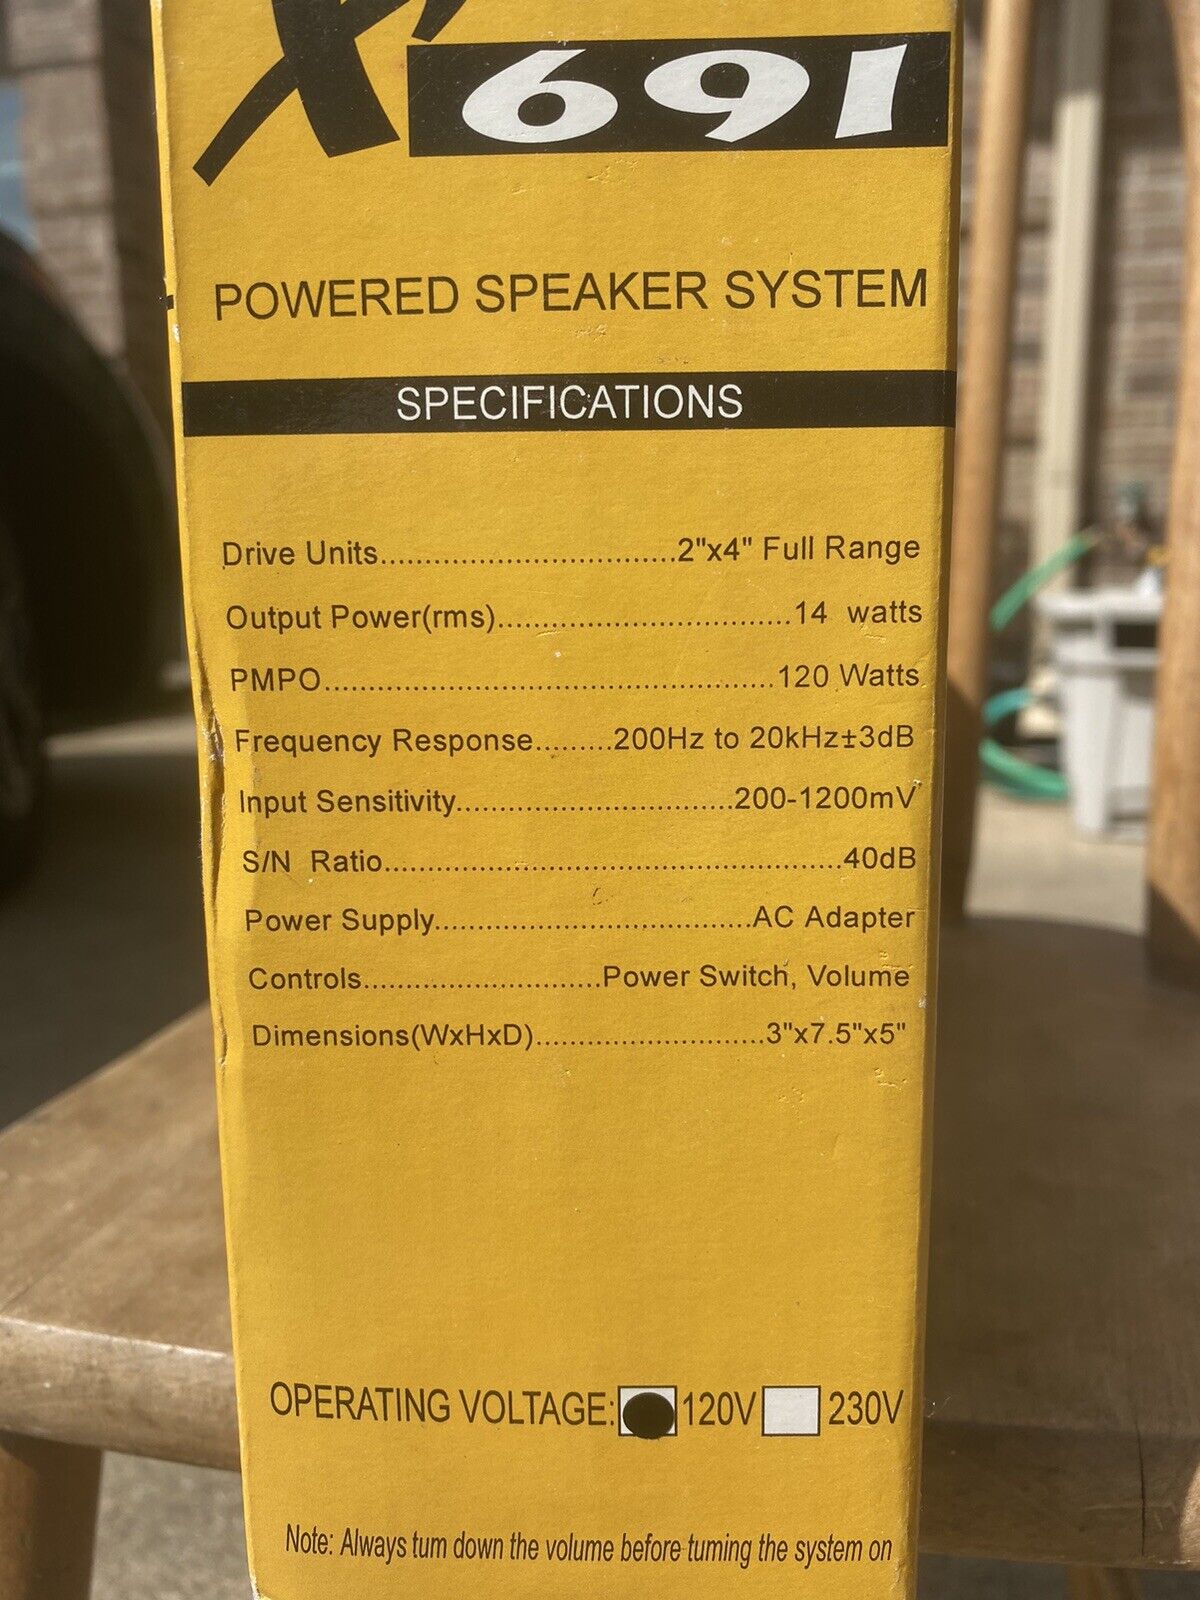 X 691
POWERED SPEAKER SYSTEM
SPECIFICATIONS
Drive Units.................................2"x4" Full Range
Output Power(rms).................................14 watts
PMPO..................................................120 Watts
Frequency Response.........200Hz to 20kHz±3dB
Input Sensitivity...............................200-1200mV
S/N Ratio...................................................40dB
Power Supply....................................AC Adapter
Controls...........................Power Switch, Volume
Dimensions(WxHxD)..........................3"x7.5"x5"
OPERATING VOLTAGE: 120V 230V
Note: Always turn down the volume before turning the system on